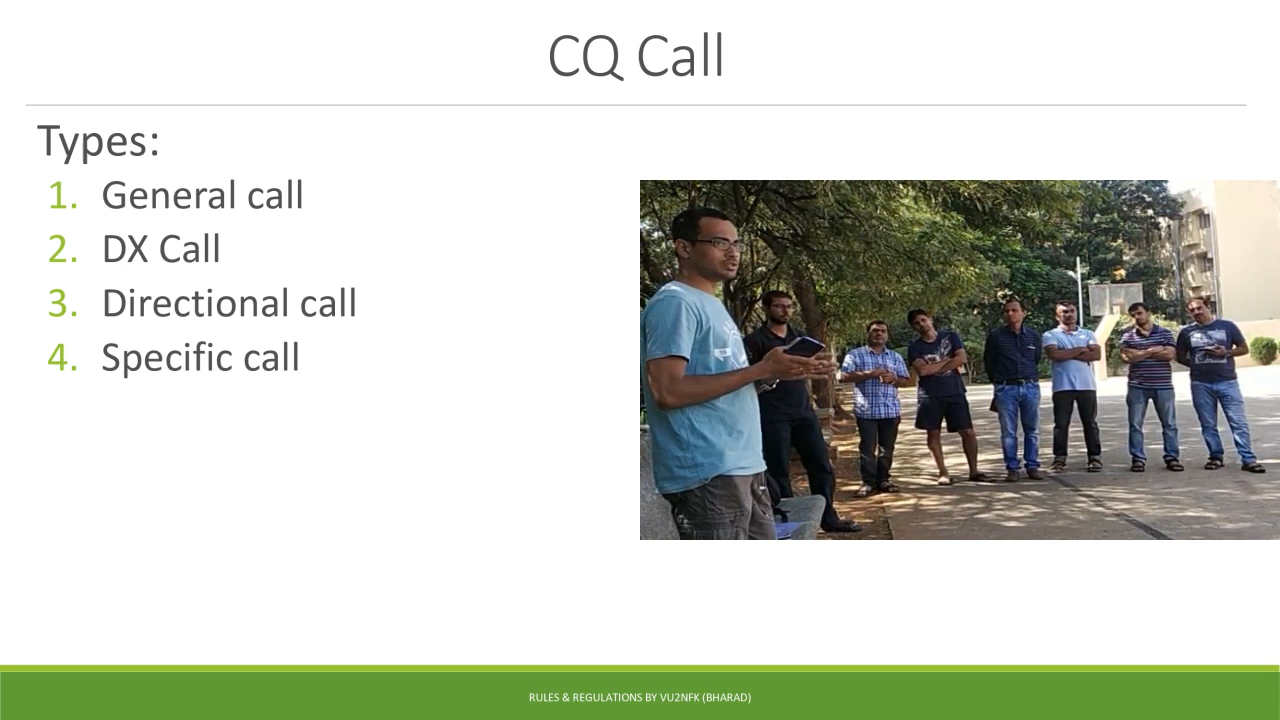 CQ Call
Types:
1. General call
2. DX Call
3. Directional call
4. Specific call
RULES & REGULATIONS BY VU2NFK (BHARAD)